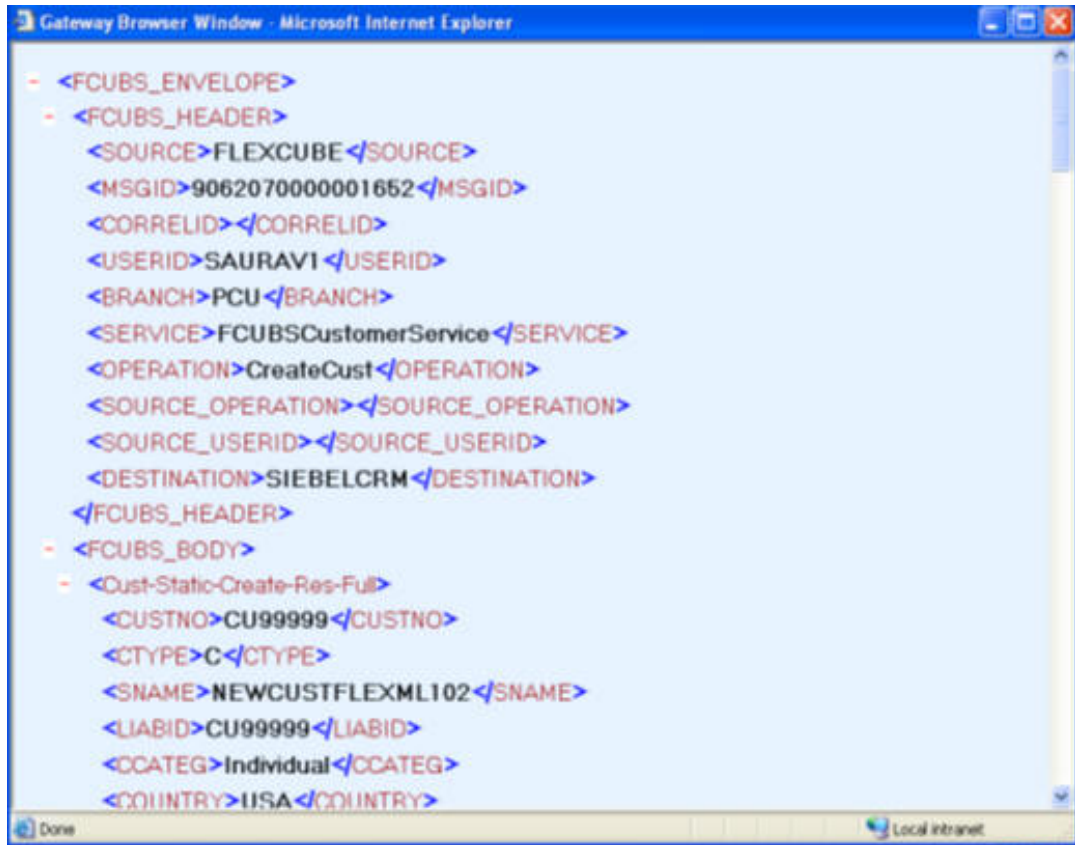 Gateway Browser Window - Microsoft Internet Explorer
- <FCUBS_ENVELOPE>
- <FCUBS_HEADER>
<SOURCE>FLEXCUBE</SOURCE>
<MSGID>9062070000001652</MSGID>
<CORRELID></CORRELID>
<USERID>SAURAV1</USERID>
<BRANCH>PCU</BRANCH>
<SERVICE>FCUBSCustomerService</SERVICE>
<OPERATION>CreateCust</OPERATION>
<SOURCE_OPERATION></SOURCE_OPERATION>
<SOURCE_USERID></SOURCE_USERID>
<DESTINATION>SIEBELCRM</DESTINATION>
</FCUBS_HEADER>
- <FCUBS_BODY>
- <Cust-Static-Create-Res-Full>
<CUSTNO>CU99999</CUSTNO>
<CTYPE>C</CTYPE>
<SNAME>NEWCUSTFLEXML102</SNAME>
<LIABID>CU99999</LIABID>
<CCATEG>Individual</CCATEG>
<COUNTRY>USA</COUNTRY>
Done Local intranet